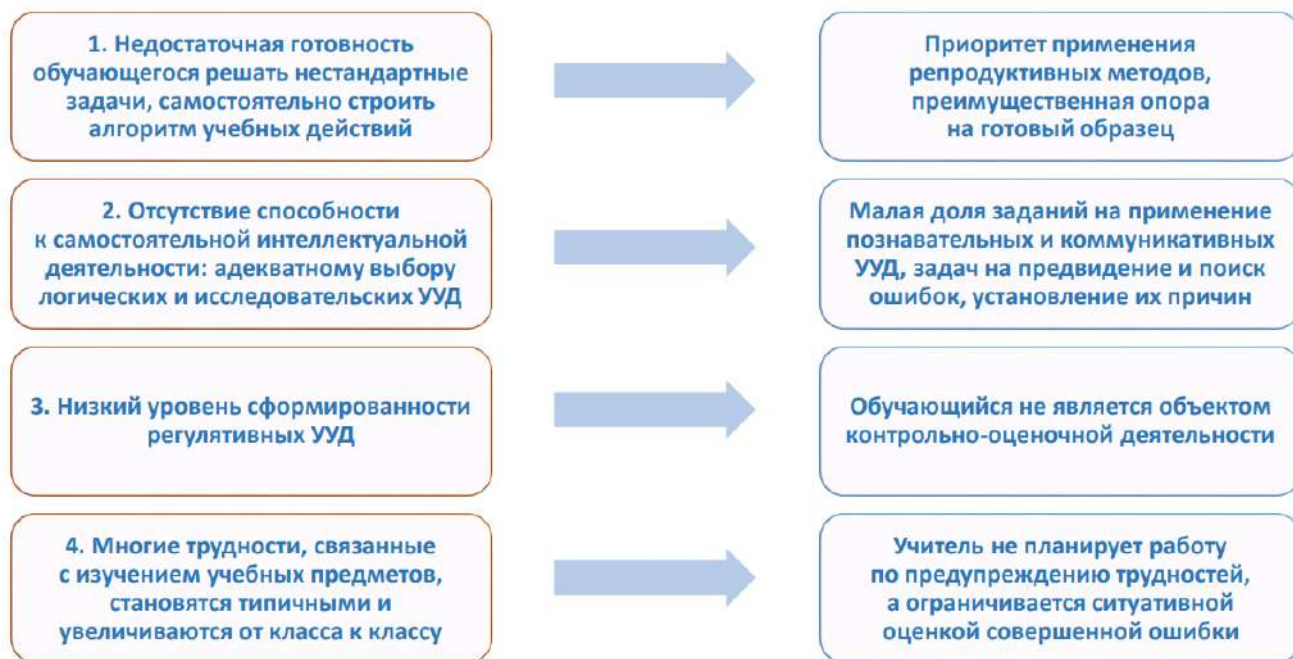 1. Недостаточная готовность
обучающегося решать нестандартные
задачи, самостоятельно строить
алгоритм учебных действий
Приоритет применения
репродуктивных методов,
преимущественная опора
на готовый образец
2. Отсутствие способности
к самостоятельной интеллектуальной
деятельности: адекватному выбору
логических и исследовательских УУД
Малая доля заданий на применение
познавательных и коммуникативных
УУД, задач на предвидение и поиск
ошибок, установление их причин
3. Низкий уровень сформированности
регулятивных УУД
Обучающийся не является объектом
контрольно-оценочной деятельности
4. Многие трудности, связанные
с изучением учебных предметов,
становятся типичными и
увеличиваются от класса к классу
Учитель не планирует работу
по предупреждению трудностей,
а ограничивается ситуативной
оценкой совершенной ошибки